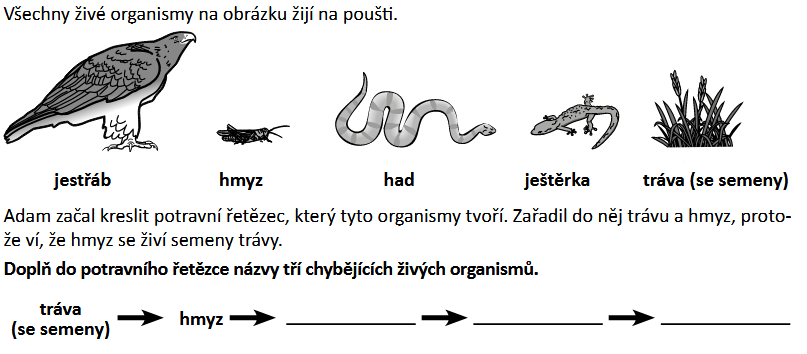 Všechny živé organismy na obrázku žijí na poušti.
jestřáb hmyz had ještěrka tráva (se semeny)
Adam začal kreslit potravní řetězec, který tyto organismy tvoří. Zařadil do něj trávu a hmyz, proto-
že ví, že hmyz se živí semeny trávy.
Doplň do potravního řetězce názvy tří chybějících živých organismů.
tráva
(se semeny) hmyz